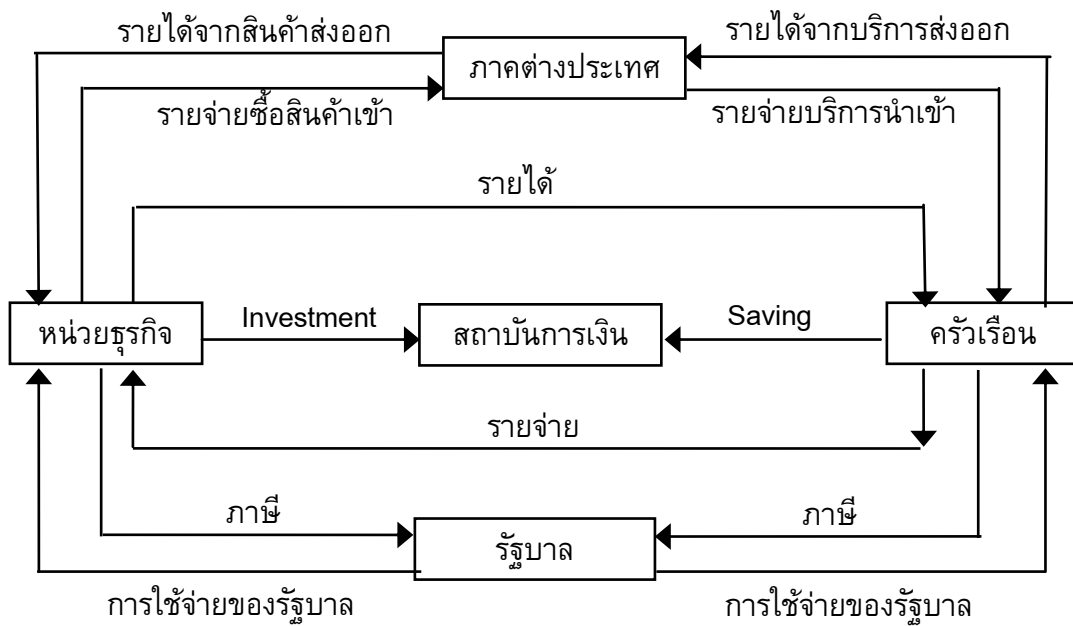 รายได้จากสินค้าส่งออก
รายได้จากบริการส่งออก
ภาคต่างประเทศ
รายจ่ายซื้อสินค้าเข้า
รายจ่ายบริการนำเข้า
รายได้
หน่วยธุรกิจ
Investment
สถาบันการเงิน
Saving
ครัวเรือน
รายจ่าย
ภาษี
รัฐบาล
ภาษี
การใช้จ่ายของรัฐบาล
การใช้จ่ายของรัฐบาล